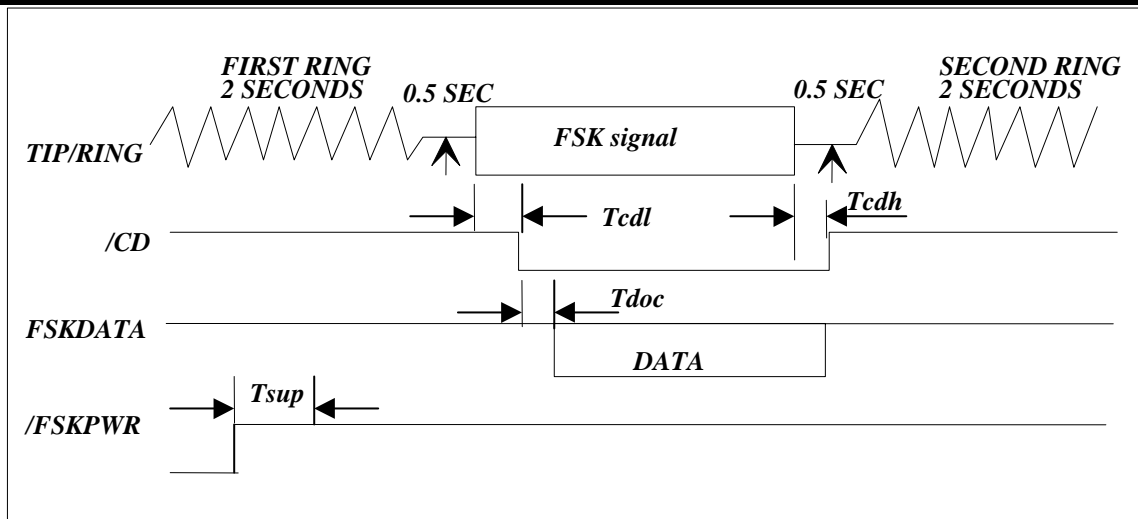 FIRST RING
2 SECONDS
0.5 SEC
0.5 SEC
SECOND RING
2 SECONDS
TIP/RING
FSK signal
Tcdl
Tcdh
/CD
Tdoc
FSKDATA
DATA
Tsup
/FSKPWR